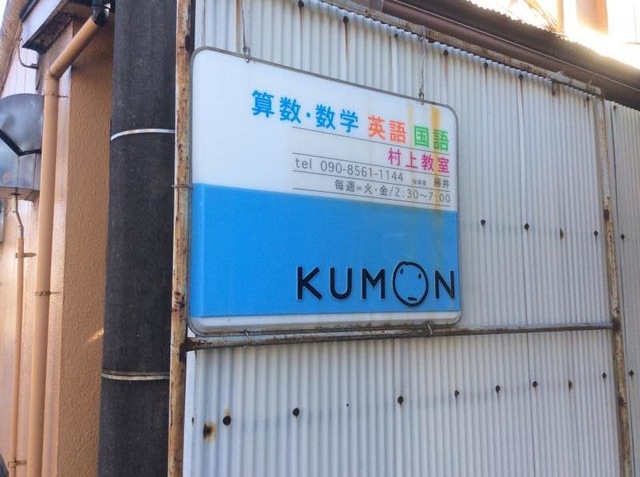 算数・数学 英語 国語
村上教室
tel 090-8561-1144
毎週=火・金/2:30〜7:00
KUMON